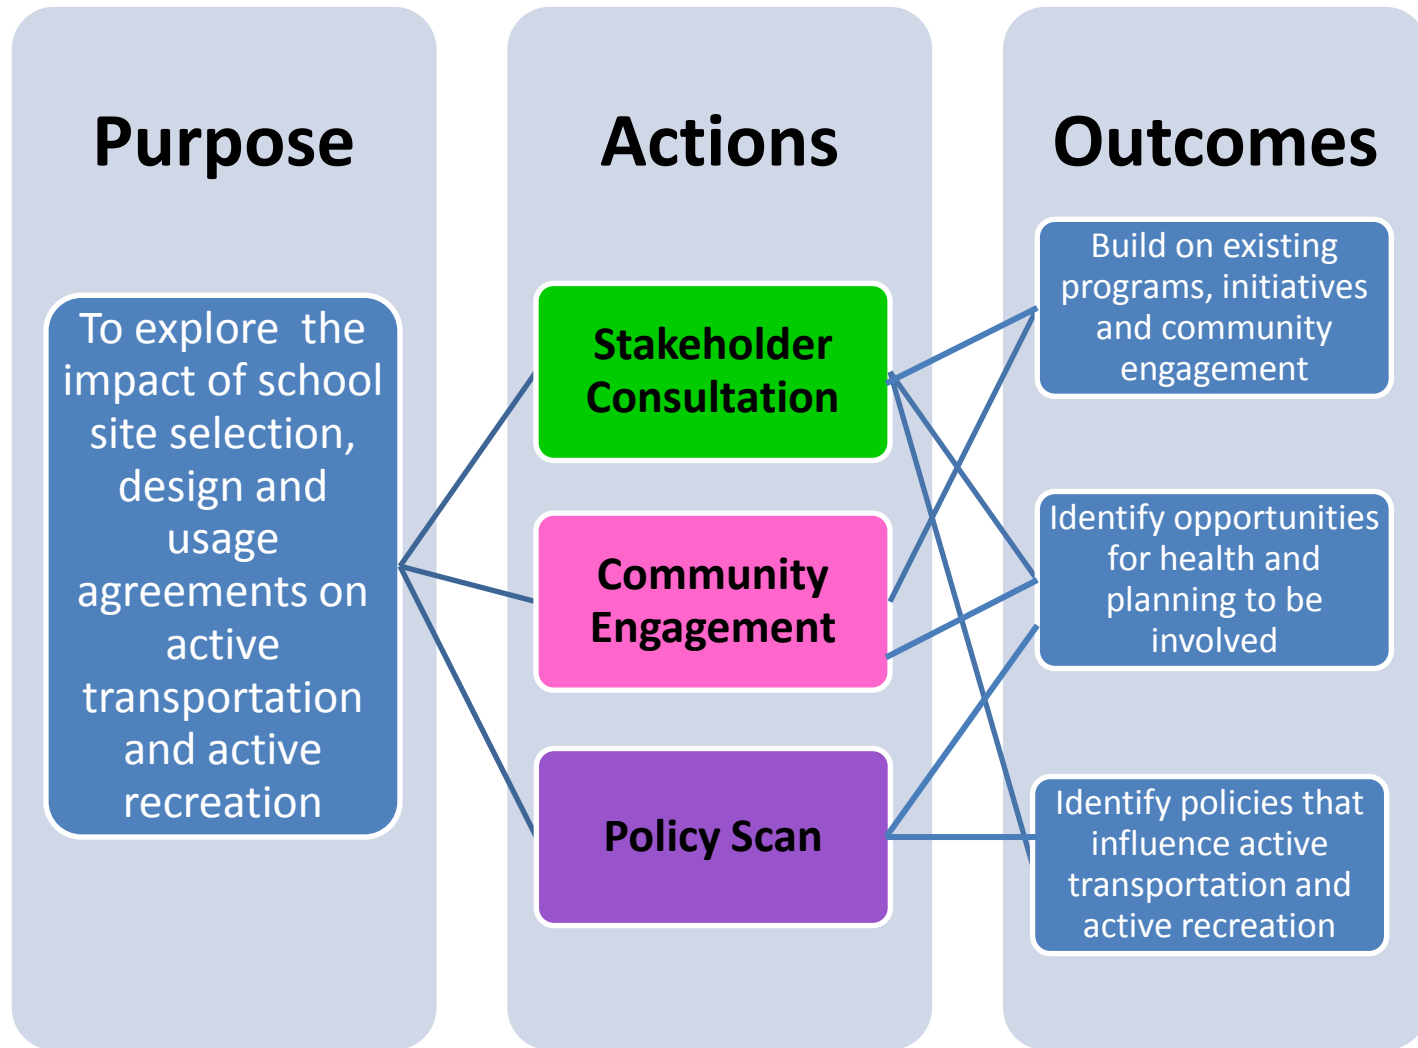 Purpose
To explore the
impact of school
site selection,
design and
usage
agreements on
active
transportation
and active
recreation
Actions
Stakeholder
Consultation
Community
Engagement
Policy Scan
Outcomes
Build on existing
programs, initiatives
and community
engagement
Identify opportunities
for health and
planning to be
involved
Identify policies that
influence active
transportation and
active recreation